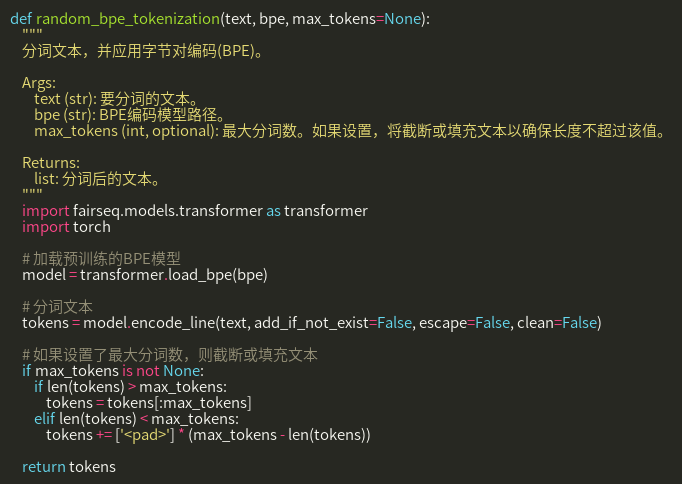 def random_bpe_tokenization(text, bpe, max_tokens=None):
"""
分词文本，并应用字节对编码(BPE)。
Args:
text (str): 要分词的文本。
bpe (str): BPE编码模型路径。
max_tokens (int, optional): 最大分词数。如果设置，将截断或填充文本以确保长度不超过该值。
Returns:
list: 分词后的文本。
"""
import fairseq.models.transformer as transformer
import torch
# 加载预训练的BPE模型
model = transformer.load_bpe(bpe)
# 分词文本
tokens = model.encode_line(text, add_if_not_exist=False, escape=False, clean=False)
# 如果设置了最大分词数，则截断或填充文本
if max_tokens is not None:
if len(tokens) > max_tokens:
tokens = tokens[:max_tokens]
elif len(tokens) < max_tokens:
tokens += ['<pad>'] * (max_tokens - len(tokens))
return tokens